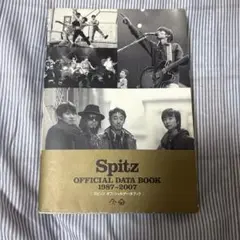 Spitz
OFFICIAL DATA BOOK
1987-2007